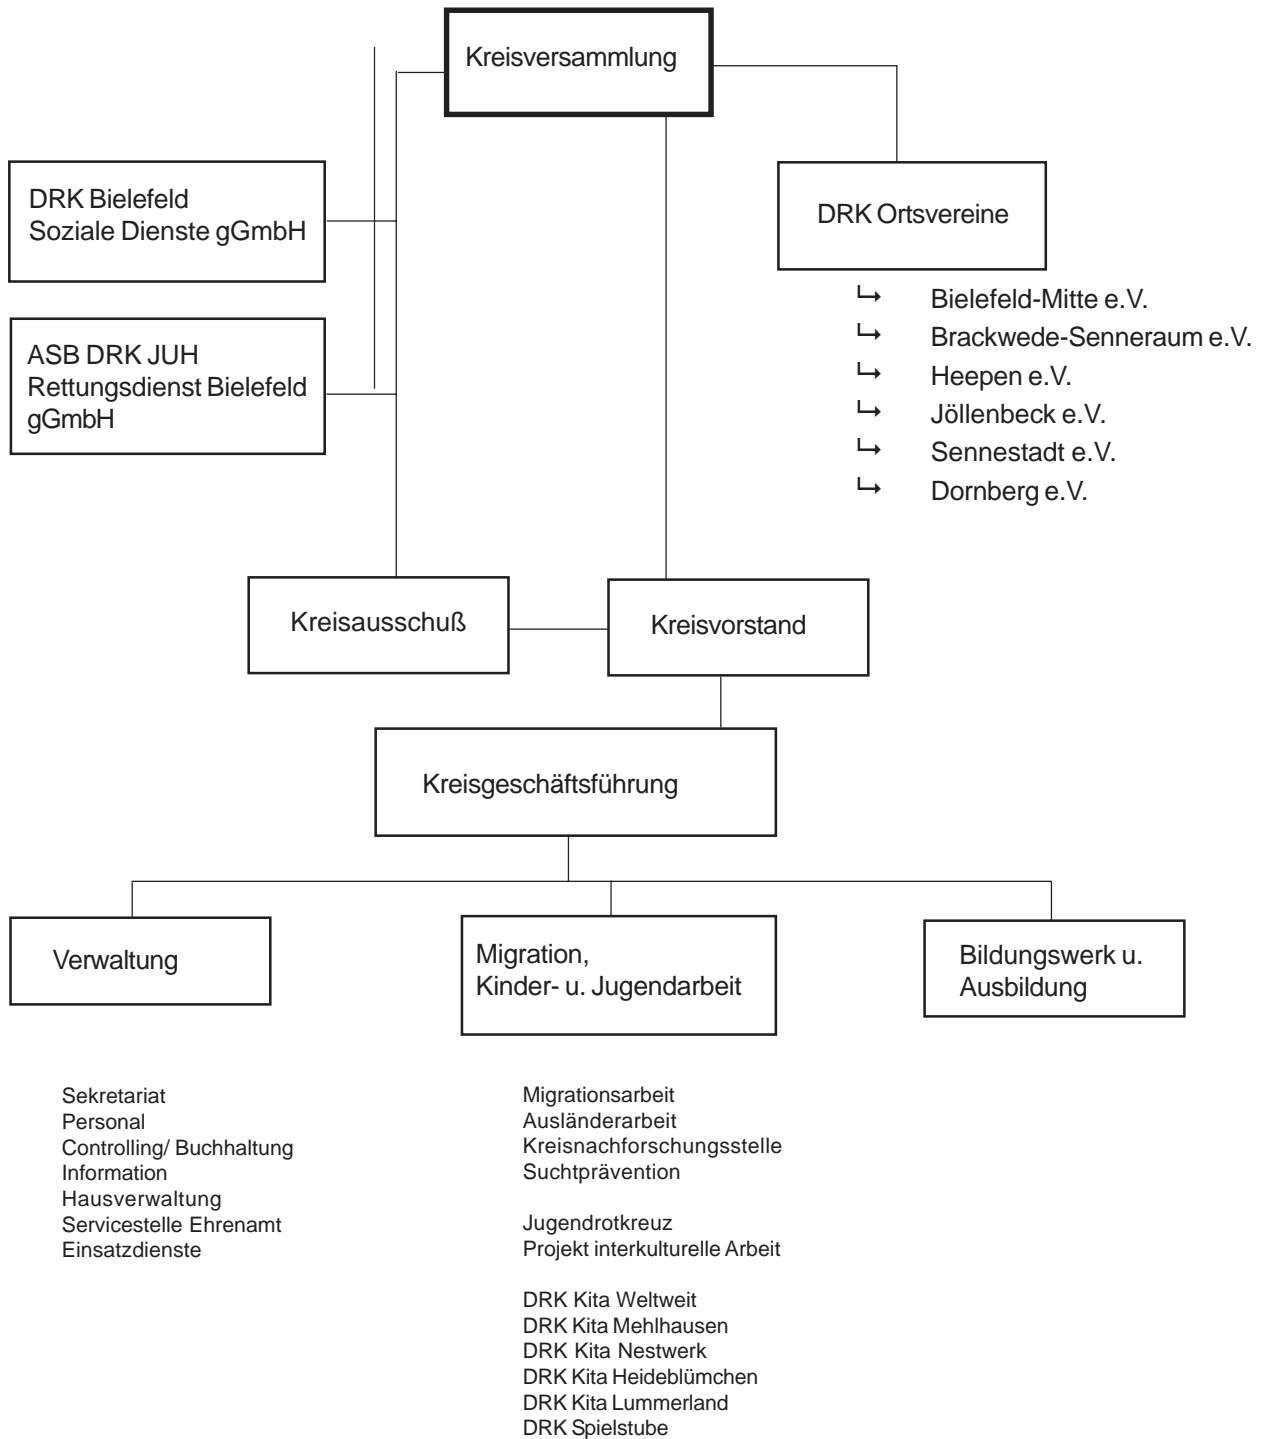 Kreisversammlung
DRK Bielefeld
Soziale Dienste gGmbH
DRK Ortsvereine
Bielefeld-Mitte e.V.
Brackwede-Senneraum e.V.
Heepen e.V.
Jöllenbeck e.V.
Sennestadt e.V.
Dornberg e.V.
ASB DRK JUH
Rettungsdienst Bielefeld
gGmbH
Kreisausschuß
Kreisvorstand
Kreisgeschäftsführung
Verwaltung
Migration,
Kinder- u. Jugendarbeit
Bildungswerk u.
Ausbildung
Sekretariat
Personal
Controlling/ Buchhaltung
Information
Hausverwaltung
Servicestelle Ehrenamt
Einsatzdienste
Migrationsarbeit
Ausländerarbeit
Kreisnachforschungsstelle
Suchtprävention
Jugendrotkreuz
Projekt interkulturelle Arbeit
DRK Kita Weltweit
DRK Kita Mehlhausen
DRK Kita Nestwerk
DRK Kita Heideblümchen
DRK Kita Lummerland
DRK Spielstube